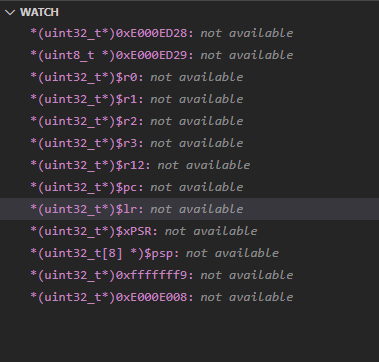 WATCH
*(uint32_t*)0xE000ED28: not available
*(uint8_t *)0xE000ED29: not available
*(uint32_t*)$r0: not available
*(uint32_t*)$r1: not available
*(uint32_t*)$r2: not available
*(uint32_t*)$r3: not available
*(uint32_t*)$r12: not available
*(uint32_t*)$pc: not available
*(uint32_t*)$lr: not available
*(uint32_t*)$xPSR: not available
*(uint32_t[8] *)$psp: not available
*(uint32_t*)0xfffffff9: not available
*(uint32_t*)0xE000E008: not available